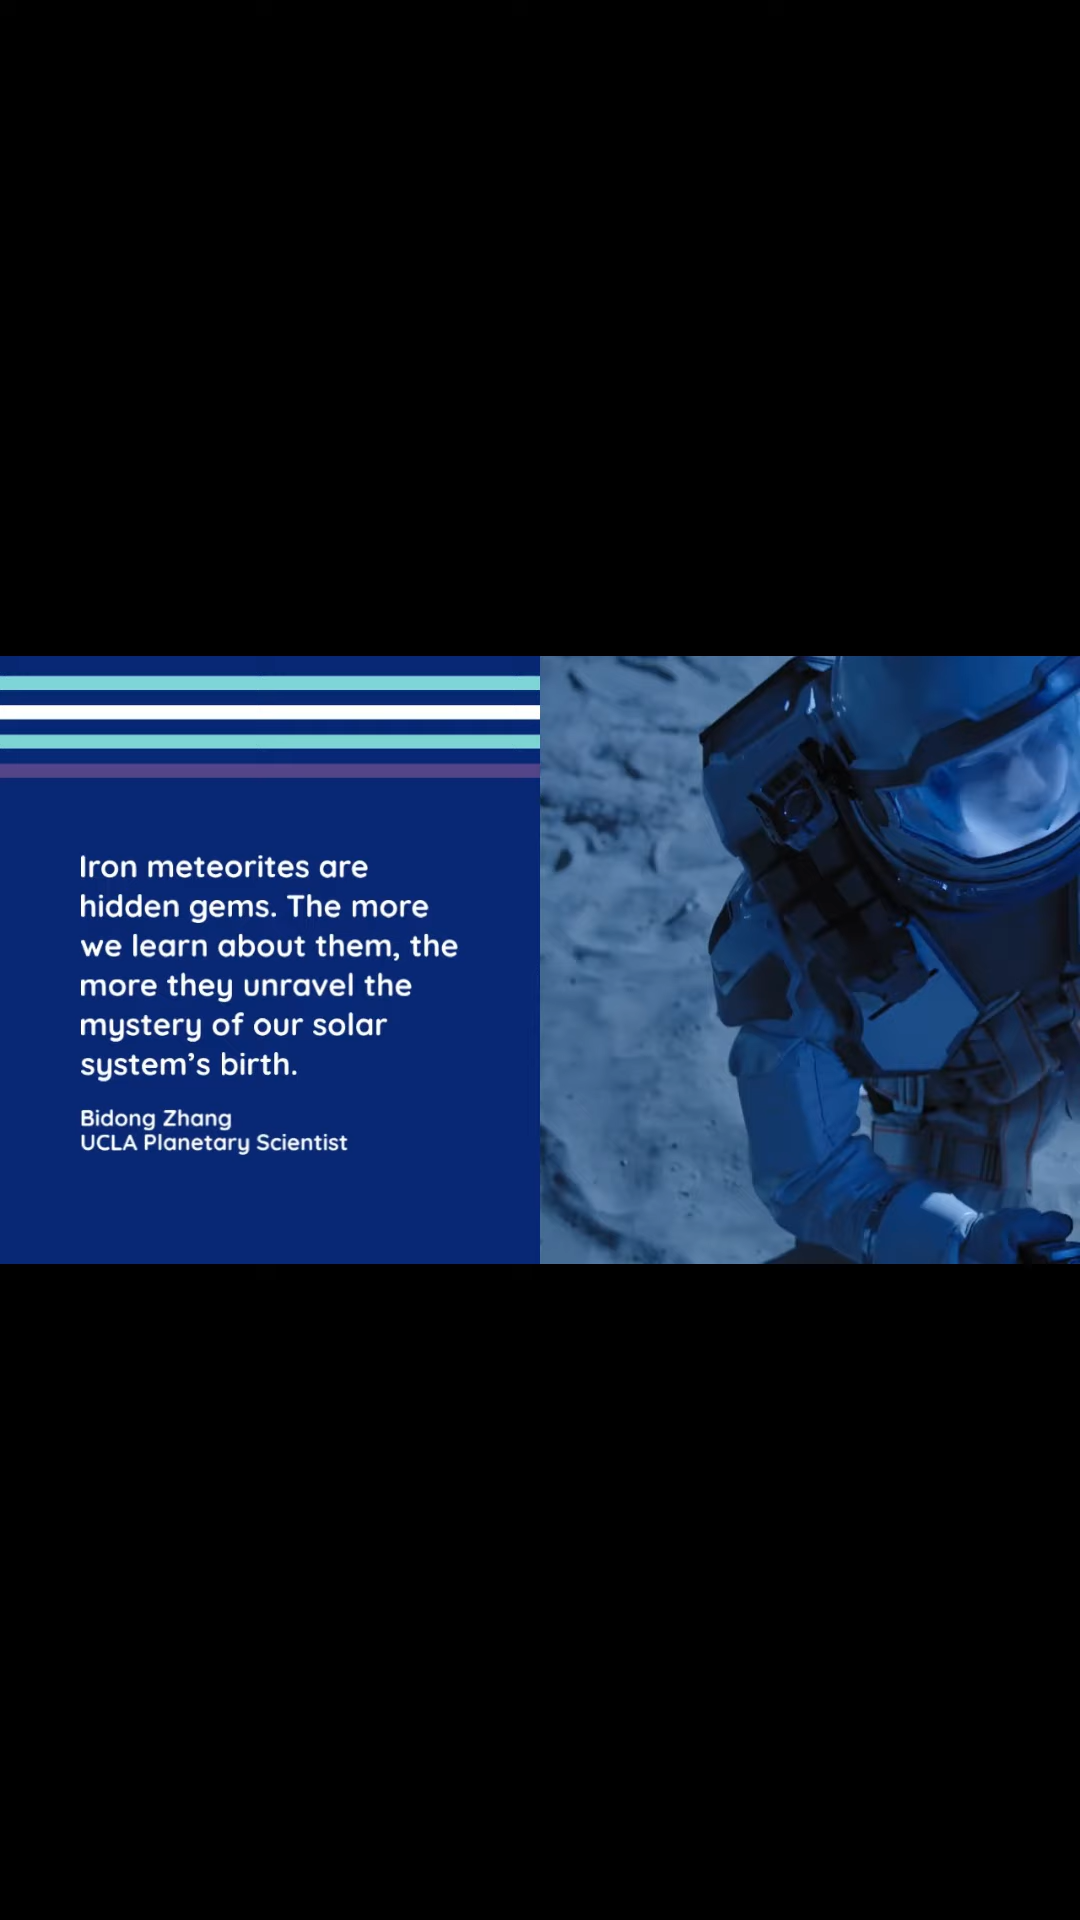 Iron meteorites are
hidden gems. The more
we learn about them, the
more they unravel the
mystery of our solar
system’s birth.
Bidong Zhang
UCLA Planetary Scientist